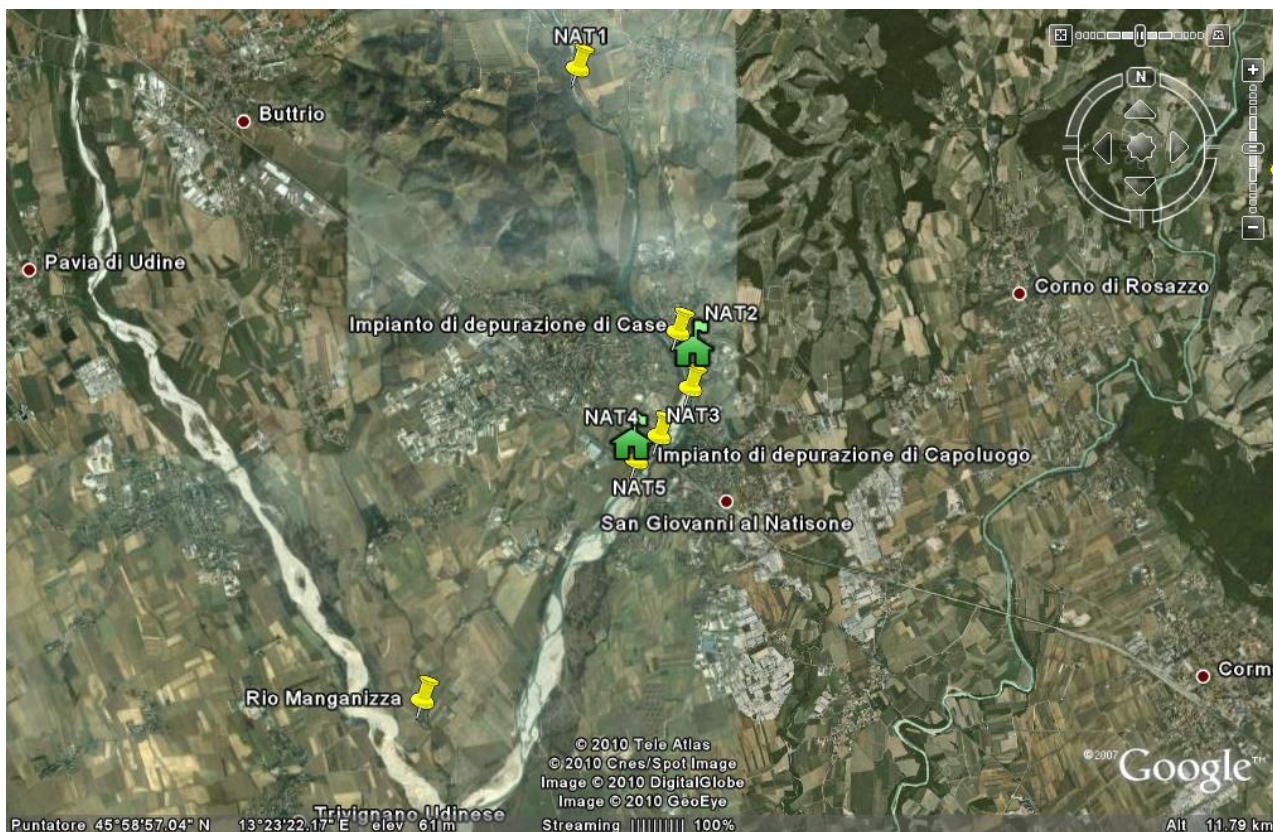 NAT1
N
Buttrio
Pavia di Udine
Corno di Rosazzo
NAT2
Impianto di depurazione di Case
NAT4
NAT3
Impianto di depurazione di Capoluogo
NAT5
San Giovanni al Natisone
Corm
Rio Manganizza
© 2010 Tele Atlas
© 2010 Cnes/Spot Image
Image © 2010 DigitalGlobe
Image © 2010 GeoEye
©2007 Google™
Trivignano Udinese
Puntatore 45°58'57.04" N 13°23'22.17" E elev 61 m Streaming |||||||||| 100% Alt 11.79 km